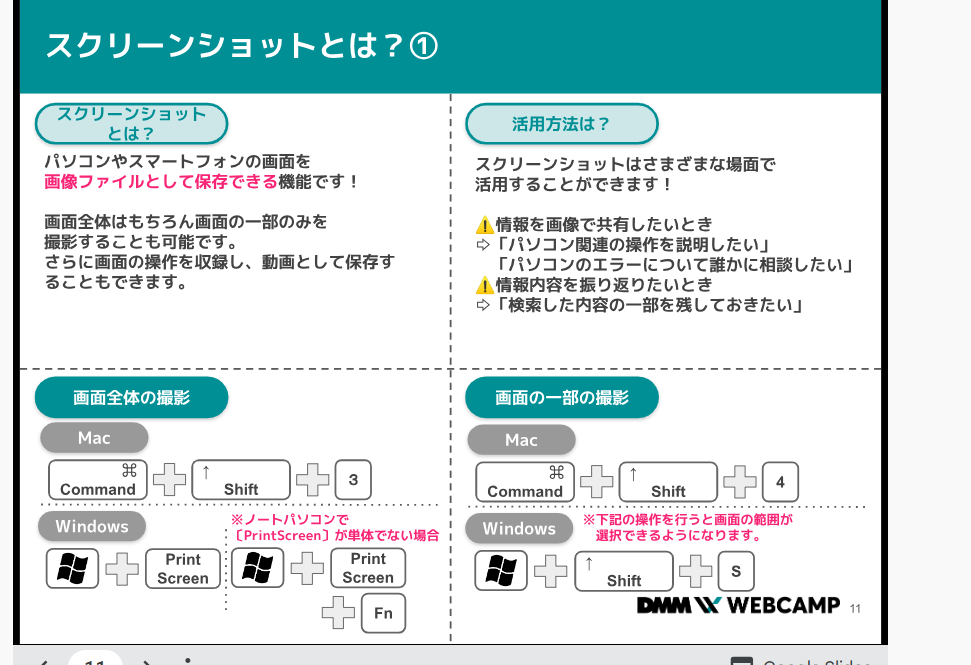 スクリーンショットとは？①
スクリーンショット
とは？
パソコンやスマートフォンの画面を
画像ファイルとして保存できる機能です！
画面全体はもちろん画面の一部のみを
撮影することも可能です。
さらに画面の操作を収録し、動画として保存す
ることもできます。
活用方法は？
スクリーンショットはさまざまな場面で
活用することができます！
⚠️情報を画像で共有したいとき
⇨「パソコン関連の操作を説明したい」
「パソコンのエラーについて誰かに相談したい」
⚠️情報内容を振り返りたいとき
⇨「検索した内容の一部を残しておきたい」
画面全体の撮影
Mac
⌘
Command
↑
Shift
3
Windows
※ノートパソコンで
〔PrintScreen〕が単体でない場合
Print
Screen
Print
Screen
Fn
画面の一部の撮影
Mac
⌘
Command
↑
Shift
4
Windows
※下記の操作を行うと画面の範囲が
選択できるようになります。
↑
Shift
S
DMM WEBCAMP
11
11
Google Slides